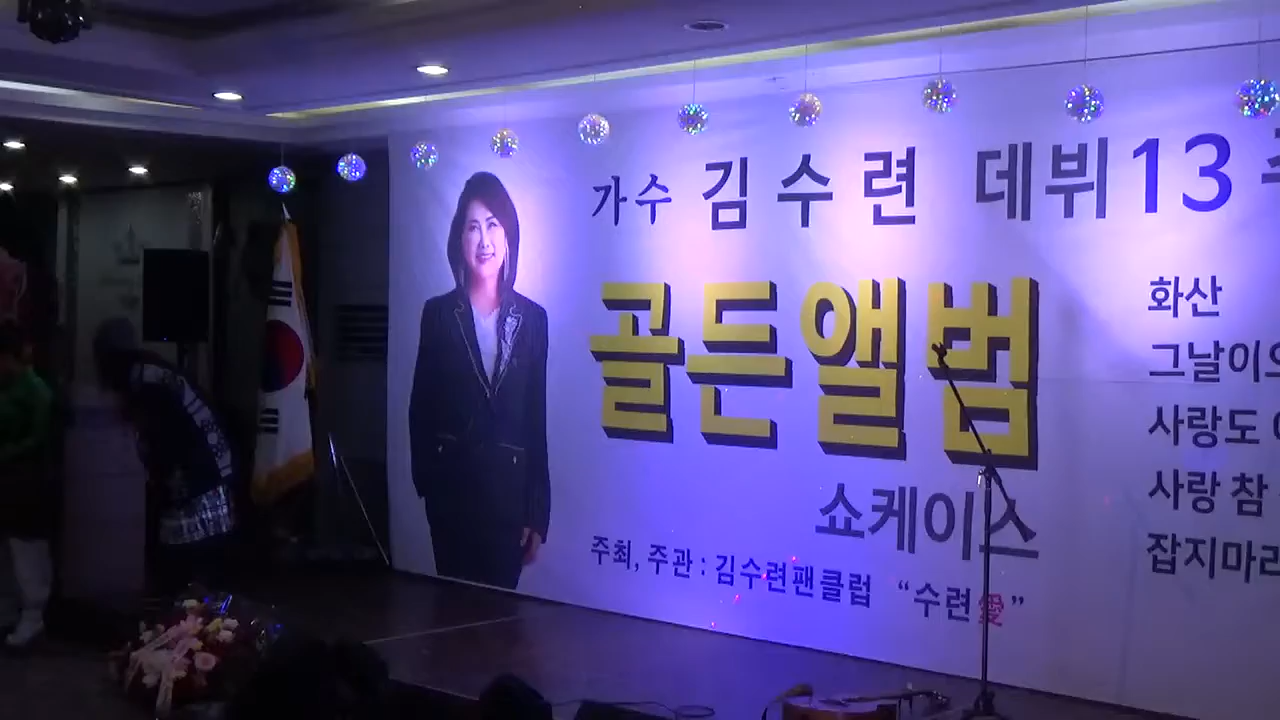 가수 김수련 데뷔13
골든앨범
쇼케이스
주최, 주관 : 김수련팬클럽 “수련愛”
화산
그날이
사랑도
사랑 참
잡지마라